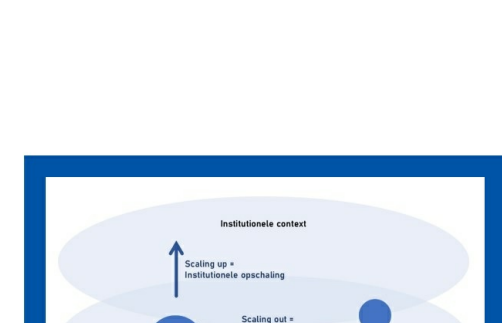 Institutionele context
Scaling up =
Institutionele opschaling
Scaling out =